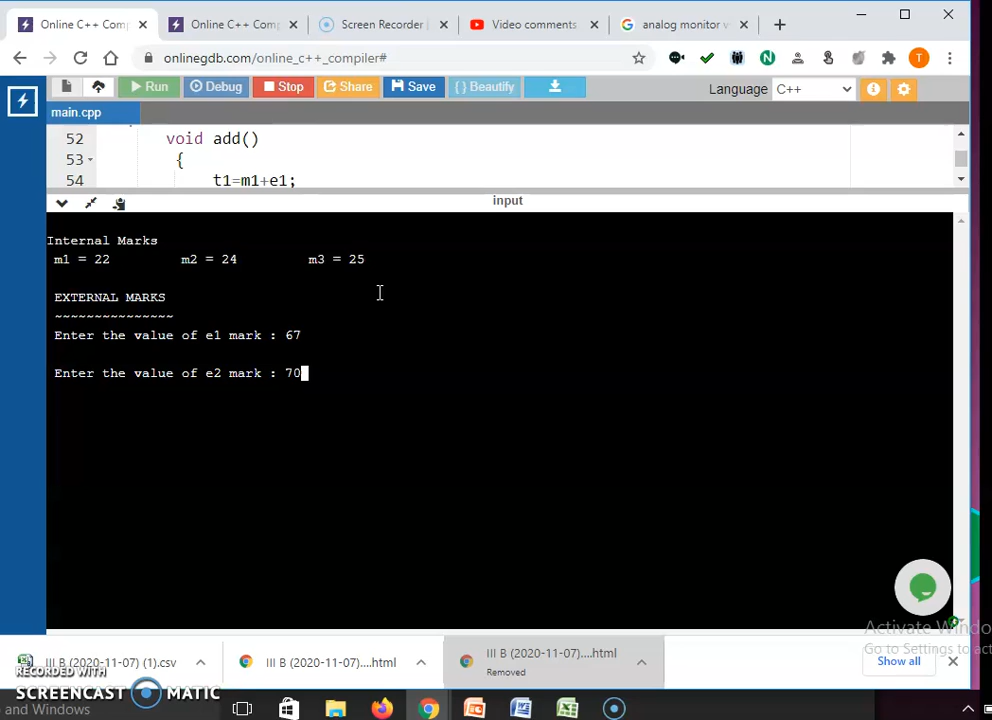 Online C++ Comp
Online C++ Comp
Screen Recorder
Video comments
analog monitor v
onlinegdb.com/online_c++_compiler#
N
T
Run
Debug
Stop
Share
Save
{ } Beautify
Language
C++
main.cpp
52 void add()
53 {
54 t1=m1+e1;
input
Internal Marks
m1 = 22 m2 = 24 m3 = 25
EXTERNAL MARKS
~~~~~~~~~~~~~~~
Enter the value of e1 mark : 67
Enter the value of e2 mark : 70
Activate Windo
Go to Settings to act
III B (2020-11-07) (1).csv
III B (2020-11-07)....html
III B (2020-11-07)....html
Removed
Show all
RECORDED WITH
SCREENCAST MATIC
and Windows